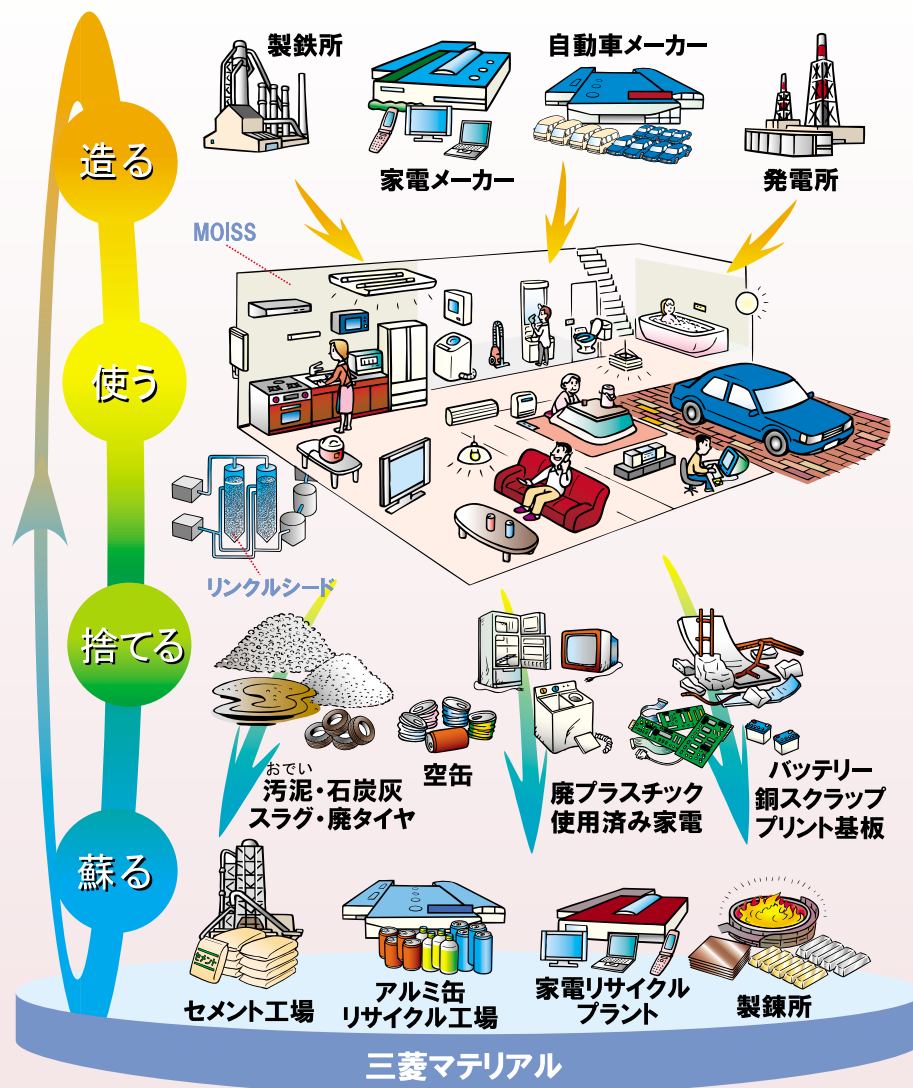 製鉄所
自動車メーカー
家電メーカー
発電所
造る
MOISS
使う
リンクルシード
捨てる
おでい
汚泥・石炭灰
スラグ・廃タイヤ
空缶
廃プラスチック
使用済み家電
バッテリー
銅スクラップ
プリント基板
蘇る
セメント
セメント工場
アルミ缶
リサイクル工場
家電リサイクル
プラント
製錬所
三菱マテリアル